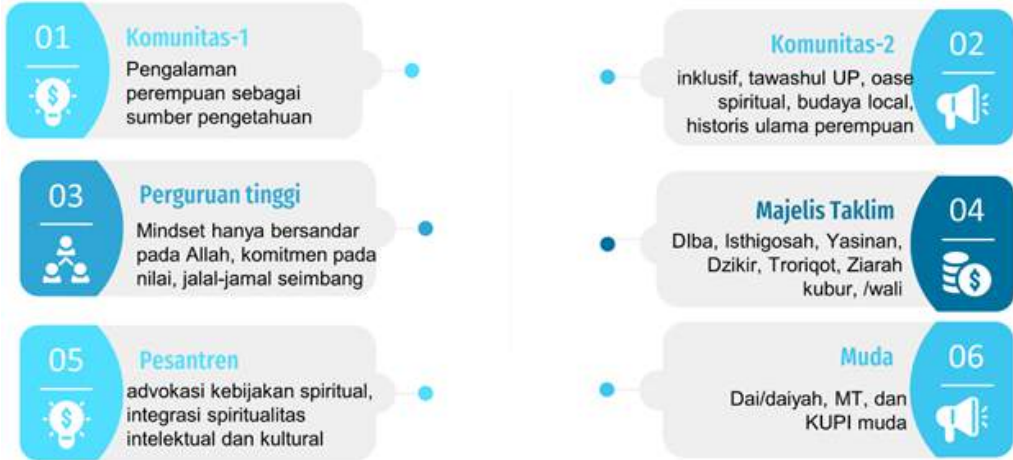 01
Komunitas-1
Pengalaman
perempuan sebagai
sumber pengetahuan
02
Komunitas-2
inklusif, tawashul UP, oase
spiritual, budaya local,
historis ulama perempuan
03
Perguruan tinggi
Mindset hanya bersandar
pada Allah, komitmen pada
nilai, jalal-jamal seimbang
04
Majelis Taklim
DIba, Isthigosah, Yasinan,
Dzikir, Troriqot, Ziarah
kubur, /wali
05
Pesantren
advokasi kebijakan spiritual,
integrasi spiritualitas
intelektual dan kultural
06
Muda
Dai/daiyah, MT, dan
KUPI muda